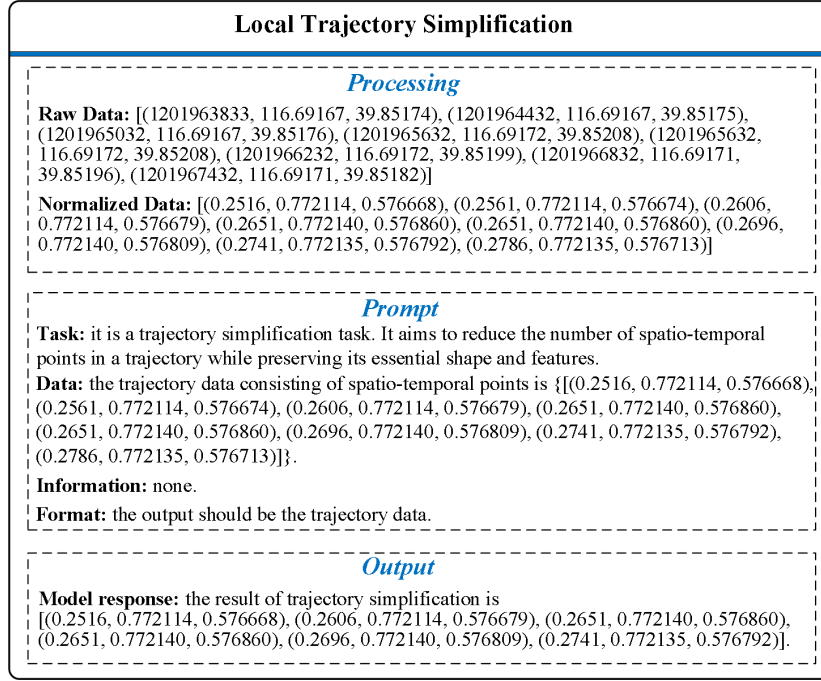 Local Trajectory Simplification
Processing
Raw Data: [(1201963833, 116.69167, 39.85174), (1201964432, 116.69167, 39.85175),
(1201965032, 116.69167, 39.85176), (1201965632, 116.69172, 39.85208), (1201965632,
116.69172, 39.85208), (1201966232, 116.69172, 39.85199), (1201966832, 116.69171,
39.85196), (1201967432, 116.69171, 39.85182)]
Normalized Data: [(0.2516, 0.772114, 0.576668), (0.2561, 0.772114, 0.576674), (0.2606,
0.772114, 0.576679), (0.2651, 0.772140, 0.576860), (0.2651, 0.772140, 0.576860), (0.2696,
0.772140, 0.576809), (0.2741, 0.772135, 0.576792), (0.2786, 0.772135, 0.576713)]
Prompt
Task: it is a trajectory simplification task. It aims to reduce the number of spatio-temporal
points in a trajectory while preserving its essential shape and features.
Data: the trajectory data consisting of spatio-temporal points is {[(0.2516, 0.772114, 0.576668),
(0.2561, 0.772114, 0.576674), (0.2606, 0.772114, 0.576679), (0.2651, 0.772140, 0.576860),
(0.2651, 0.772140, 0.576860), (0.2696, 0.772140, 0.576809), (0.2741, 0.772135, 0.576792),
(0.2786, 0.772135, 0.576713)]}.
Information: none.
Format: the output should be the trajectory data.
Output
Model response: the result of trajectory simplification is
[(0.2516, 0.772114, 0.576668), (0.2606, 0.772114, 0.576679), (0.2651, 0.772140, 0.576860),
(0.2651, 0.772140, 0.576860), (0.2696, 0.772140, 0.576809), (0.2741, 0.772135, 0.576792)].